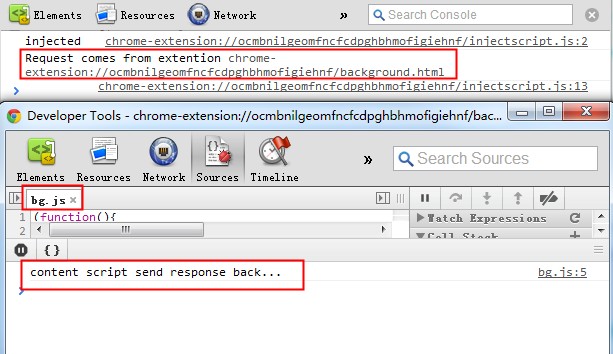 Elements Resources Network » Search Console
injected chrome-extension://ocmbnilgeomfncfcdpghbhmofigiehnf/injectscript.js:2
Request comes from extention chrome-
extension://ocmbnilgeomfncfcdpghbhmofigiehnf/background.html
chrome-extension://ocmbnilgeomfncfcdpghbhmofigiehnf/injectscript.js:13
Developer Tools - chrome-extension://ocmbnilgeomfncfcdpghbhmofigiehnf/bac...
Elements Resources Network Sources Timeline » Search Sources
bg.js ×
1 (function(){
Watch Expressions
2
Call Stack
{}
content script send response back... bg.js:5